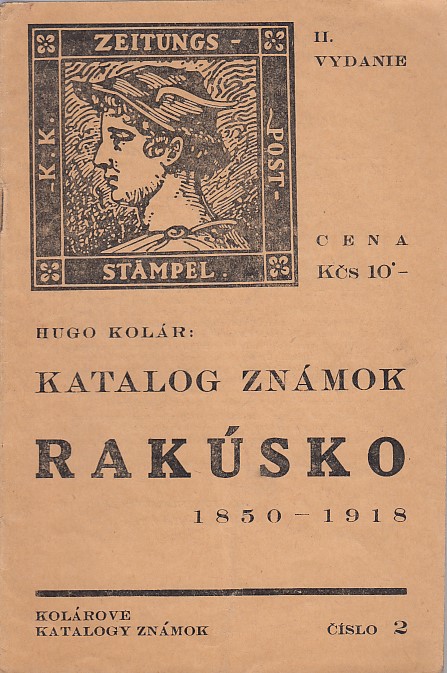 ZEITUNGS-
-K.K.
-POST-
STÄMPEL.
II.
VYDANIE
CENA
Kčs 10·-
HUGO KOLÁR:
KATALOG ZNÁMOK
RAKÚSKO
1850-1918
KOLÁROVE
KATALOGY ZNÁMOK
ČÍSLO 2